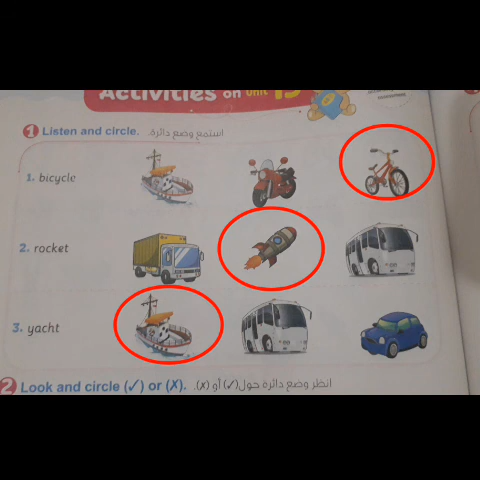 Activities on Unit 15
1 Listen and circle. استمع وضع دائرة.
1. bicycle
2. rocket
3. yacht
2 Look and circle (✓) or (X). انظر وضع دائرة حول (✓) أو (X).